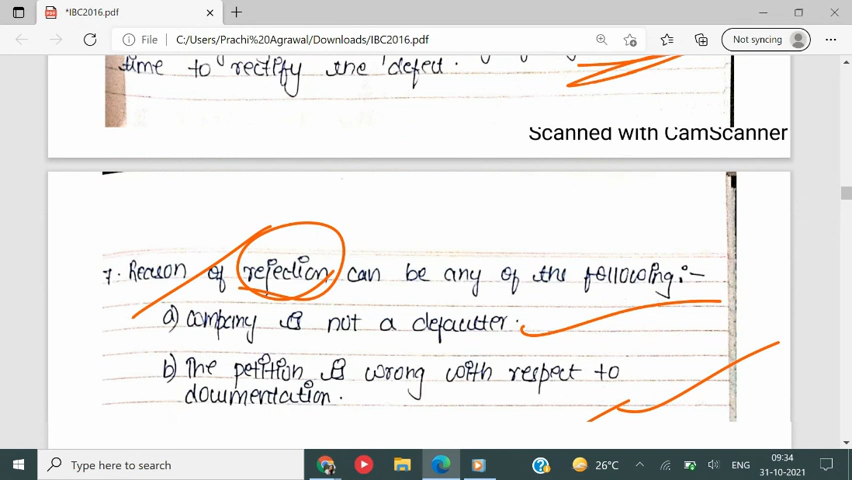 *IBC2016.pdf
File
C:/Users/Prachi%20Agrawal/Downloads/IBC2016.pdf
Not syncing
time to rectify the defect.
Scanned with CamScanner
7. Reason of rejection can be any of the following:-
a) company is not a defaulter.
b) The petition is wrong with respect to
documentation.
Type here to search
26°C
ENG
09:34
31-10-2021